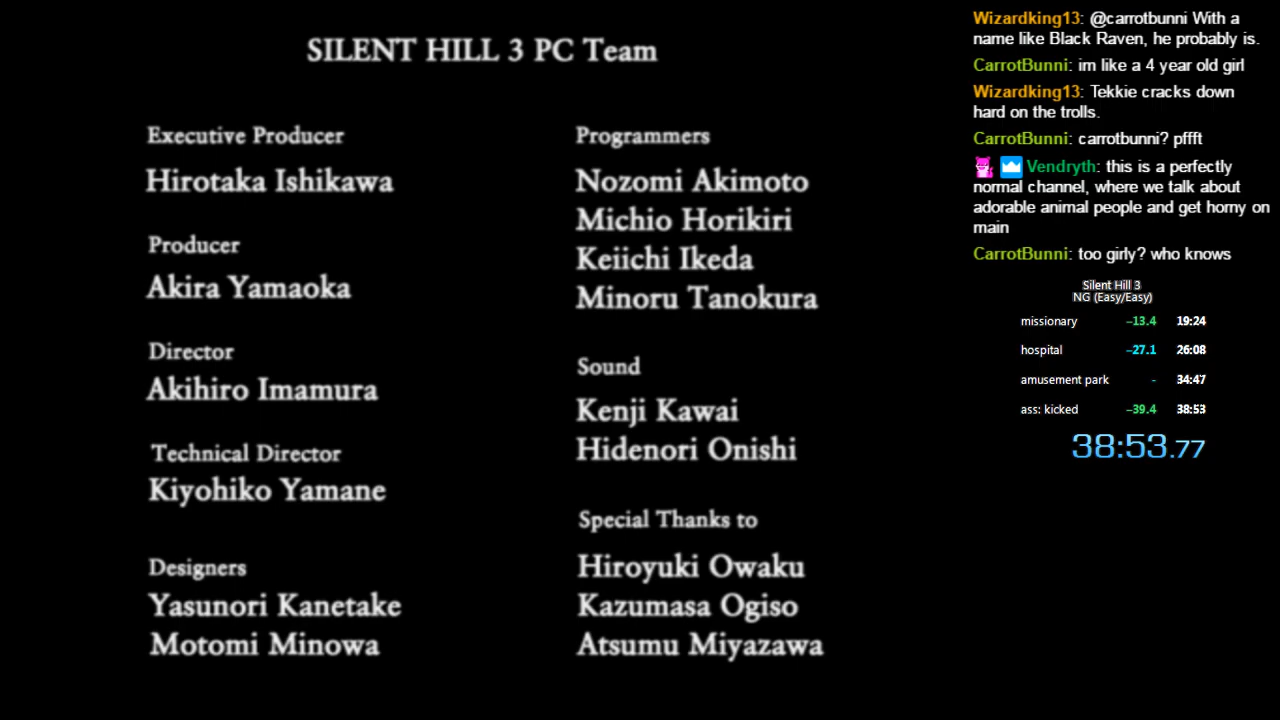 SILENT HILL 3 PC Team
Executive Producer
Hirotaka Ishikawa
Producer
Akira Yamaoka
Director
Akihiro Imamura
Technical Director
Kiyohiko Yamane
Designers
Yasunori Kanetake
Motomi Minowa
Programmers
Nozomi Akimoto
Michio Horikiri
Keiichi Ikeda
Minoru Tanokura
Sound
Kenji Kawai
Hidenori Onishi
Special Thanks to
Hiroyuki Owaku
Kazumasa Ogiso
Atsumu Miyazawa
Wizardking13: @carrotbunni With a
name like Black Raven, he probably is.
CarrotBunni: im like a 4 year old girl
Wizardking13: Tekkie cracks down
hard on the trolls.
CarrotBunni: carrotbunni? pffft
Vendryth: this is a perfectly
normal channel, where we talk about
adorable animal people and get horny on
main
CarrotBunni: too girly? who knows
Silent Hill 3
NG (Easy/Easy)
missionary -13.4 19:24
hospital -27.1 26:08
amusement park - 34:47
ass: kicked -39.4 38:53
38:53.77